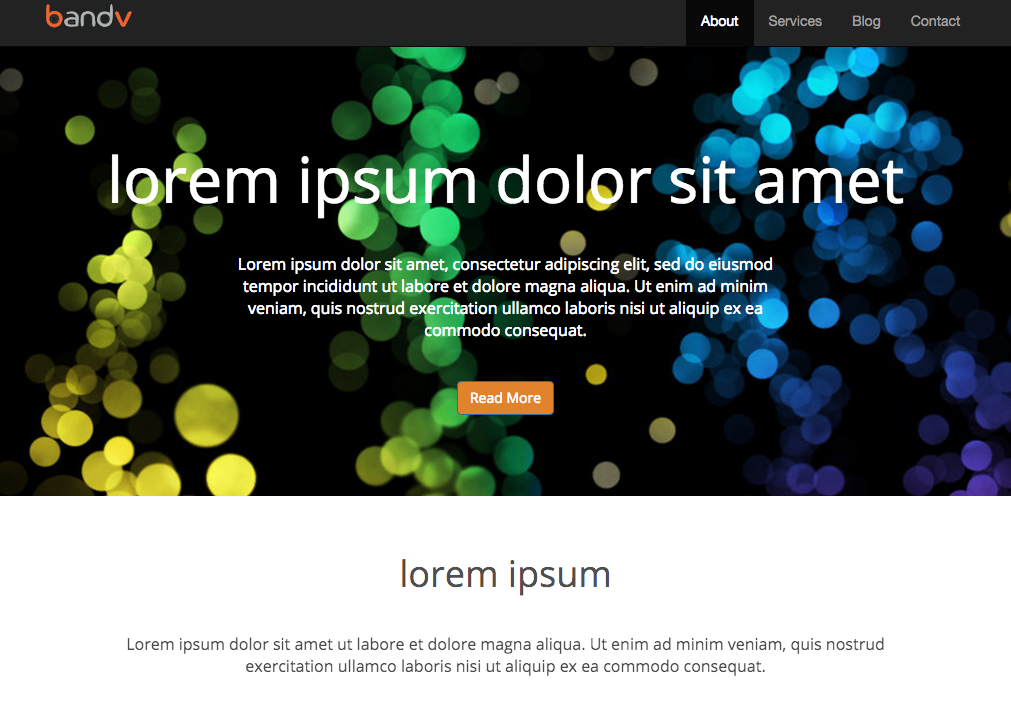 bandv
About Services Blog Contact
lorem ipsum dolor sit amet
Lorem ipsum dolor sit amet, consectetur adipiscing elit, sed do eiusmod
tempor incididunt ut labore et dolore magna aliqua. Ut enim ad minim
veniam, quis nostrud exercitation ullamco laboris nisi ut aliquip ex ea
commodo consequat.
Read More
lorem ipsum
Lorem ipsum dolor sit amet ut labore et dolore magna aliqua. Ut enim ad minim veniam, quis nostrud
exercitation ullamco laboris nisi ut aliquip ex ea commodo consequat.